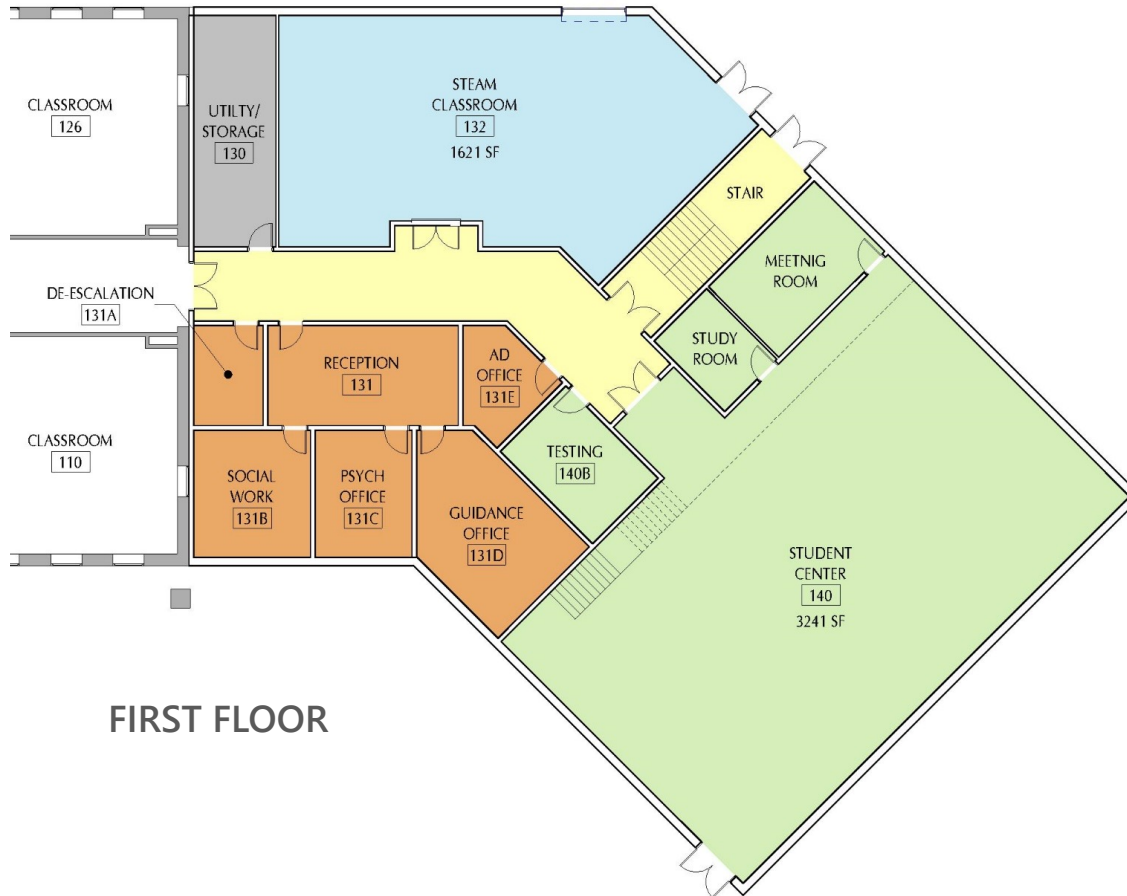 CLASSROOM
126
UTILTY/
STORAGE
130
STEAM
CLASSROOM
132
1621 SF
STAIR
MEETNIG
ROOM
STUDY
ROOM
DE-ESCALATION
131A
RECEPTION
131
AD
OFFICE
131E
CLASSROOM
110
SOCIAL
WORK
131B
PSYCH
OFFICE
131C
GUIDANCE
OFFICE
131D
TESTING
140B
STUDENT
CENTER
140
3241 SF
FIRST FLOOR